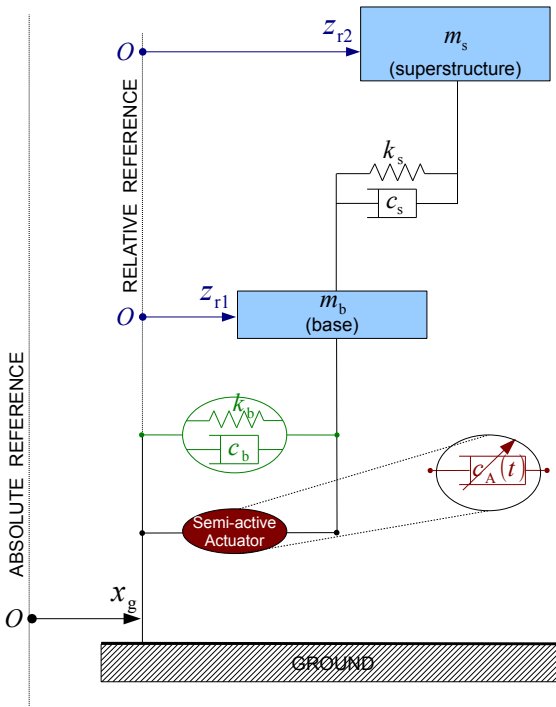 O
z_r2
m_s
(superstructure)
k_s
c_s
RELATIVE REFERENCE
O
z_r1
m_b
(base)
ABSOLUTE REFERENCE
k_b
c_b
c_A(t)
Semi-active
Actuator
O
x_g
GROUND